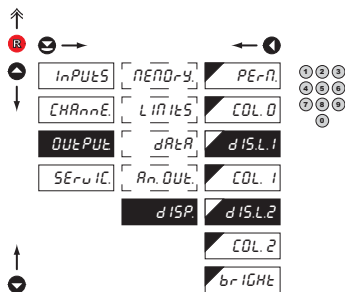 R
InPUtS MEMOrY. PErM.
CHAnnE. LIMItS COL. 0
OUtPUt dAtA dIS.L.1
SErvIC. An. OUt. COL. 1
dISP. dIS.L.2
COL. 2
brIGHt
1 2 3
4 5 6
7 8 9
0